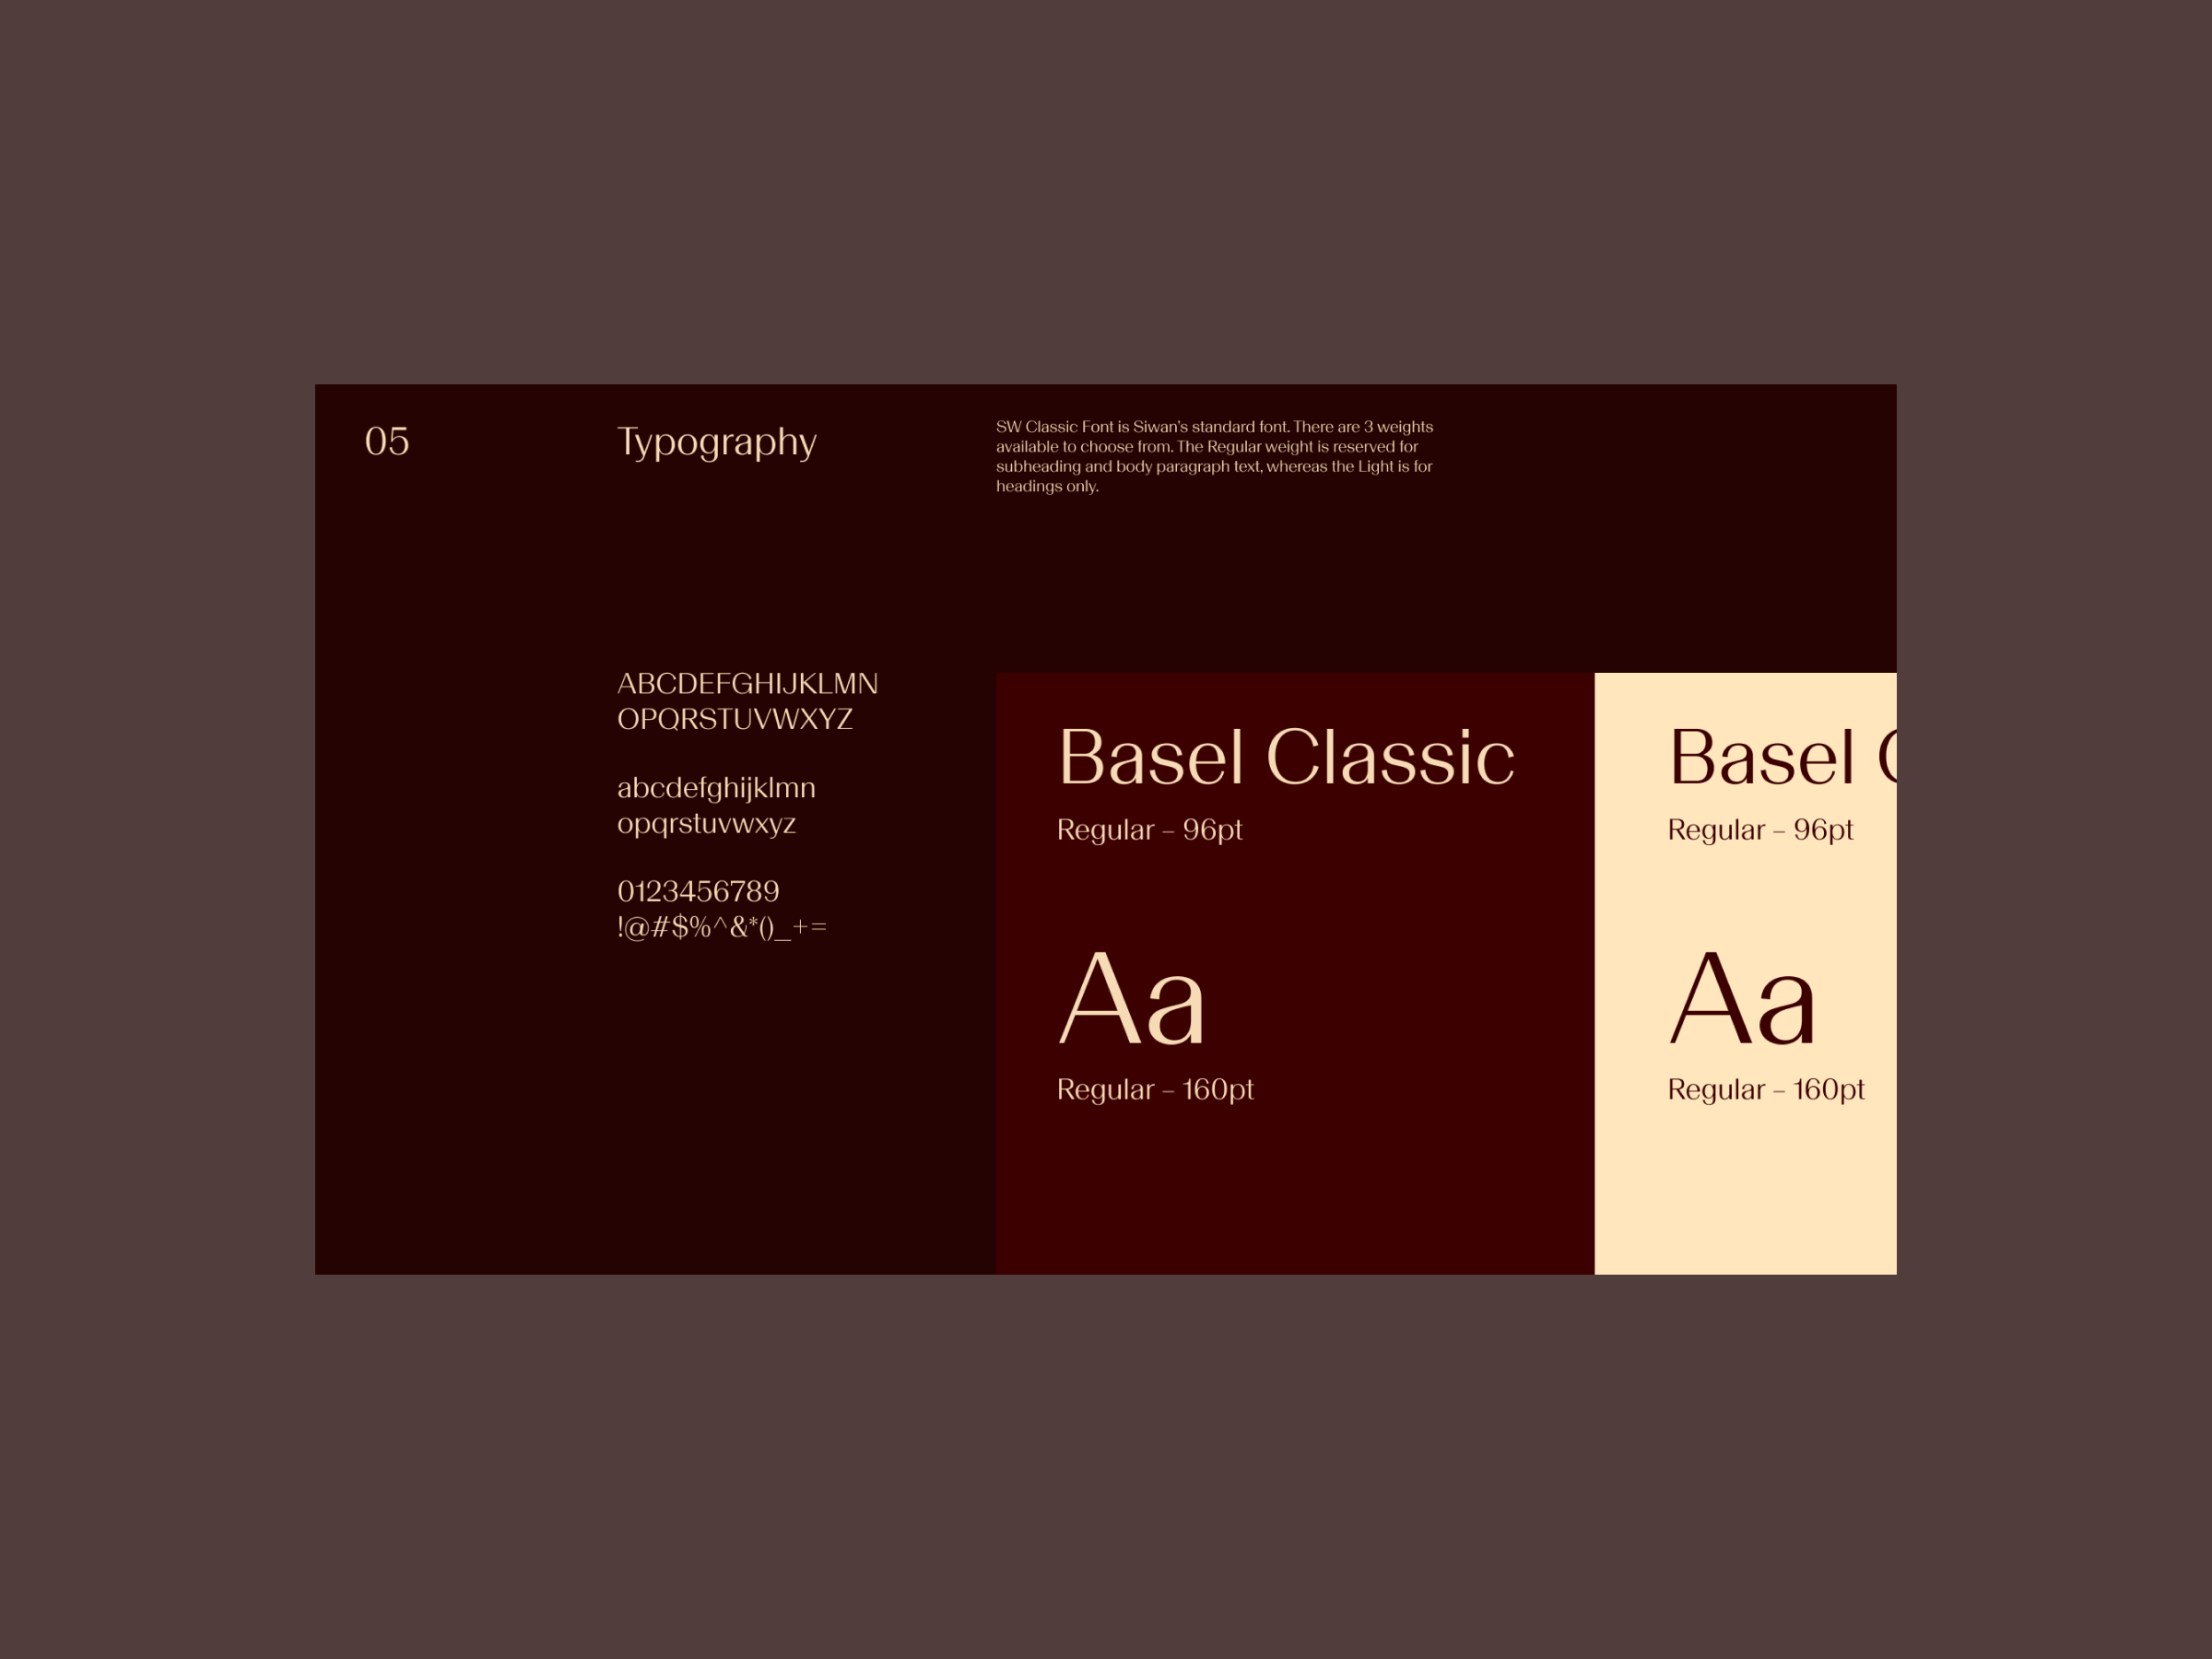 05
Typography
SW Classic Font is Siwan's standard font. There are 3 weights
available to choose from. The Regular weight is reserved for
subheading and body paragraph text, whereas the Light is for
headings only.
ABCDEFGHIJKLMN
OPQRSTUVWXYZ
abcdefghijklmn
opqrstuvwxyz
0123456789
!@#$%^&*()_+=
Basel Classic
Regular – 96pt
Aa
Regular – 160pt
Basel C
Regular – 96pt
Aa
Regular – 160pt